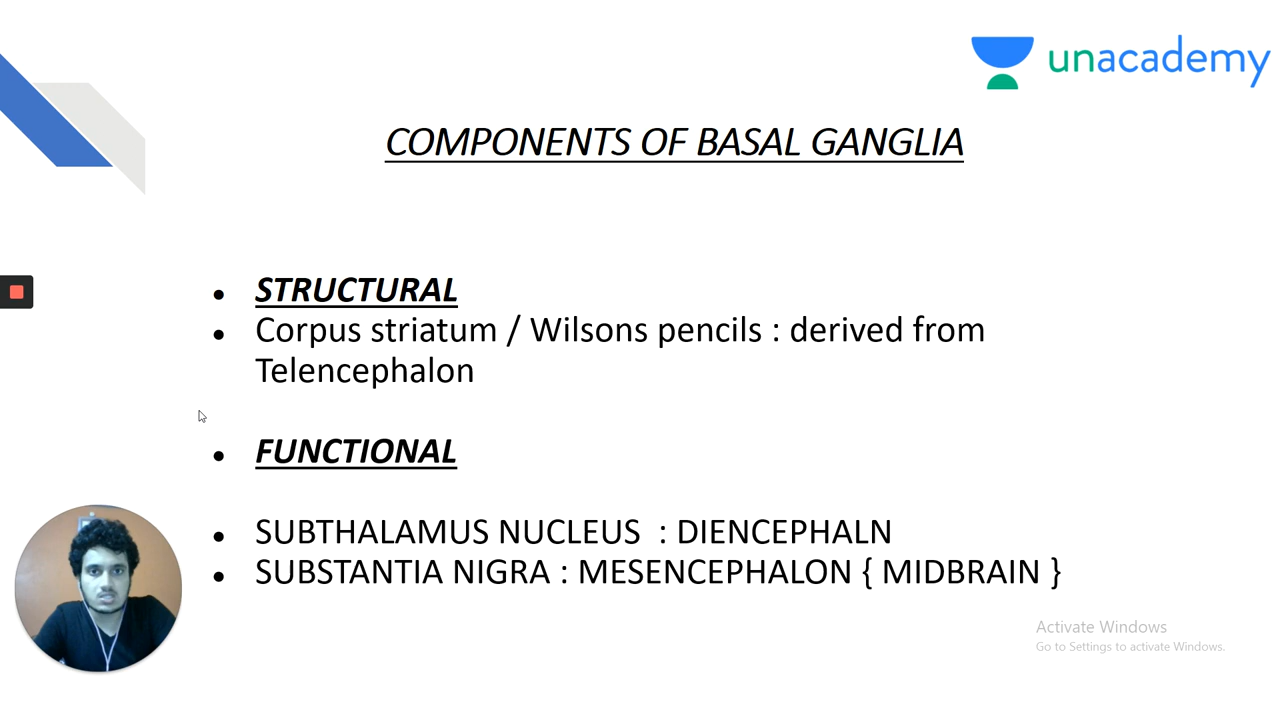 unacademy
COMPONENTS OF BASAL GANGLIA
STRUCTURAL
Corpus striatum / Wilsons pencils : derived from
Telencephalon
FUNCTIONAL
SUBTHALAMUS NUCLEUS : DIENCEPHALN
SUBSTANTIA NIGRA : MESENCEPHALON { MIDBRAIN }
Activate Windows
Go to Settings to activate Windows.